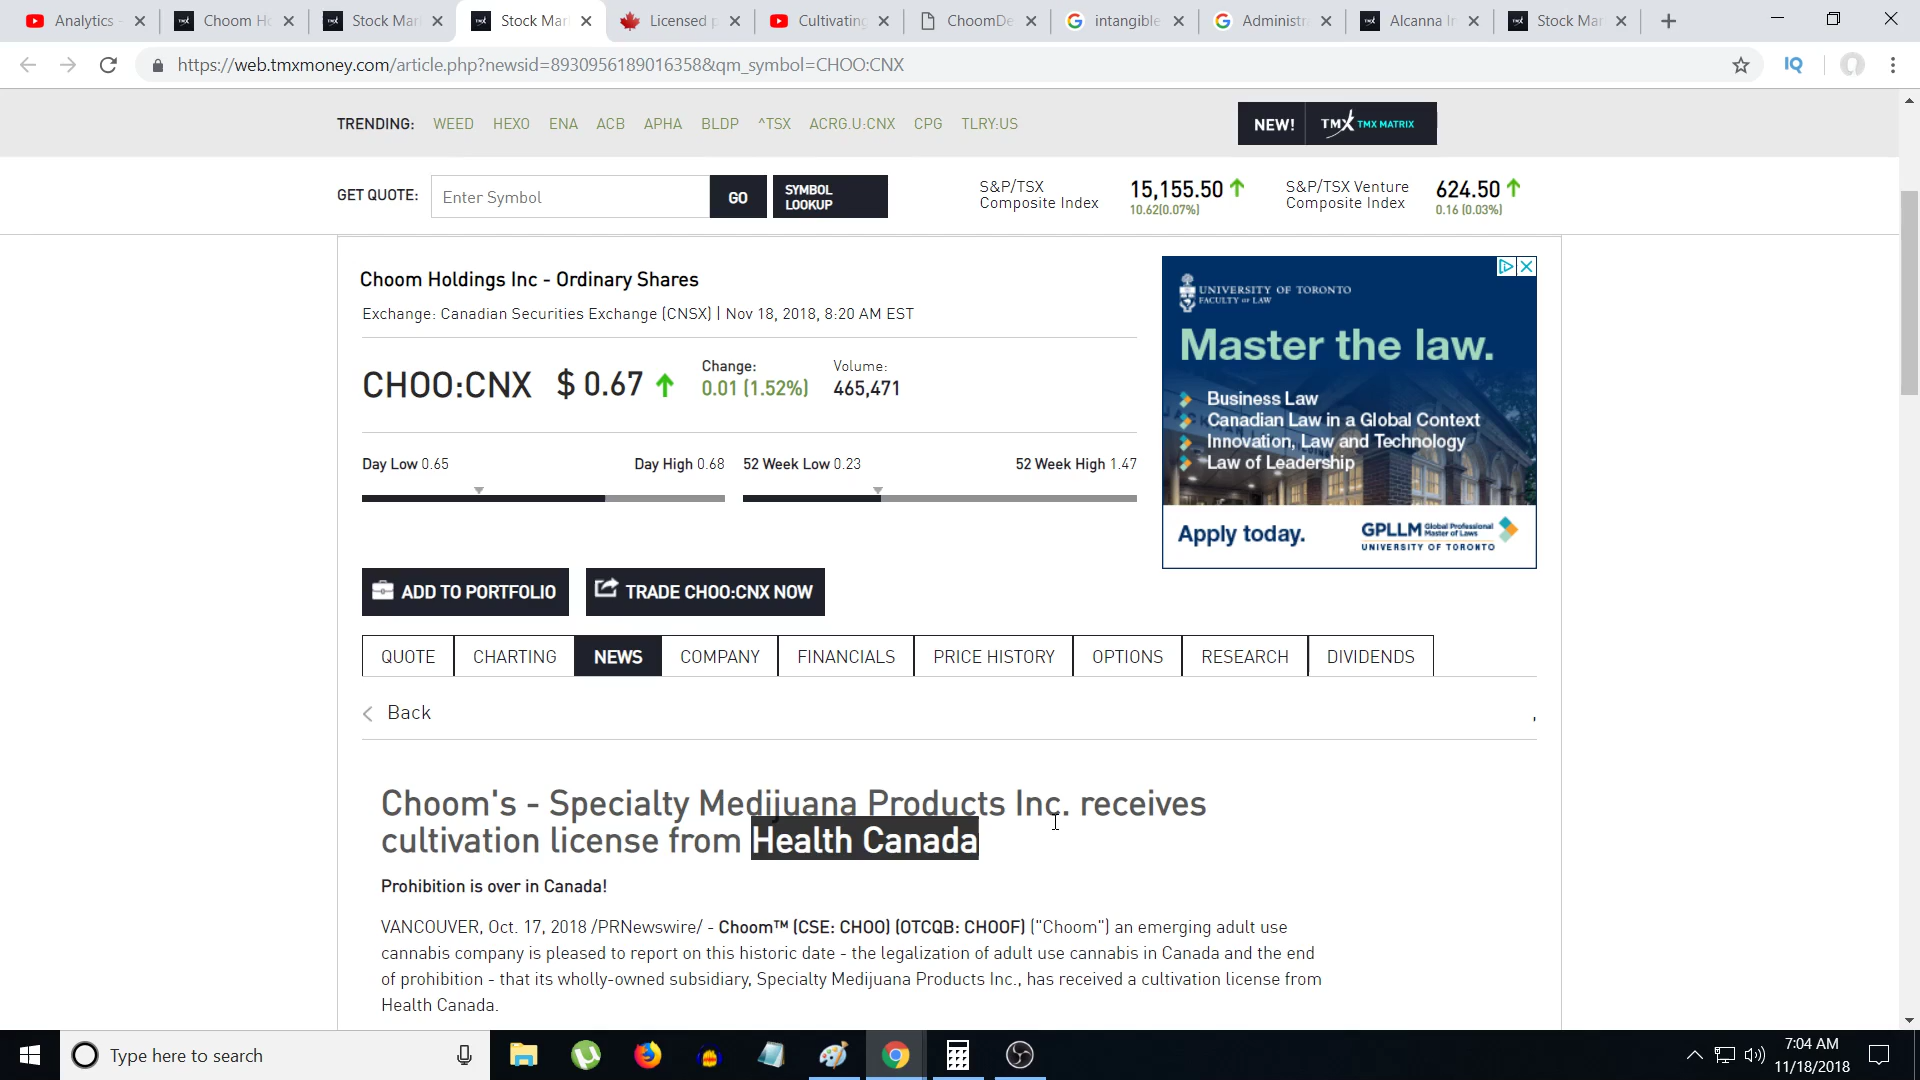 Analytics -
Choom Ho
Stock Mar
Stock Mar
Licensed p
Cultivating
ChoomDe
intangible
Administra
Alcanna In
Stock Mar
https://web.tmxmoney.com/article.php?newsid=8930956189016358&qm_symbol=CHOO:CNX
IQ
TRENDING: WEED HEXO ENA ACB APHA BLDP ^TSX ACRG.U:CNX CPG TLRY:US
NEW! TMX TMX MATRIX
GET QUOTE: Enter Symbol GO SYMBOL LOOKUP
S&P/TSX Composite Index 15,155.50
10.62(0.07%)
S&P/TSX Venture Composite Index 624.50
0.16 (0.03%)
Choom Holdings Inc - Ordinary Shares
Exchange: Canadian Securities Exchange (CNSX) | Nov 18, 2018, 8:20 AM EST
CHOO:CNX $ 0.67
Change:
0.01 (1.52%)
Volume:
465,471
Day Low 0.65 Day High 0.68 52 Week Low 0.23 52 Week High 1.47
UNIVERSITY OF TORONTO
FACULTY OF LAW
Master the law.
Business Law
Canadian Law in a Global Context
Innovation, Law and Technology
Law of Leadership
Apply today.
GPLLM Global Professional Master of Laws
UNIVERSITY OF TORONTO
ADD TO PORTFOLIO TRADE CHOO:CNX NOW
QUOTE CHARTING NEWS COMPANY FINANCIALS PRICE HISTORY OPTIONS RESEARCH DIVIDENDS
< Back
,
Choom's - Specialty Medijuana Products Inc. receives
cultivation license from Health Canada
Prohibition is over in Canada!
VANCOUVER, Oct. 17, 2018 /PRNewswire/ - Choom™ (CSE: CHOO) (OTCQB: CHOOF) ("Choom") an emerging adult use
cannabis company is pleased to report on this historic date - the legalization of adult use cannabis in Canada and the end
of prohibition - that its wholly-owned subsidiary, Specialty Medijuana Products Inc., has received a cultivation license from
Health Canada.
Type here to search
7:04 AM
11/18/2018